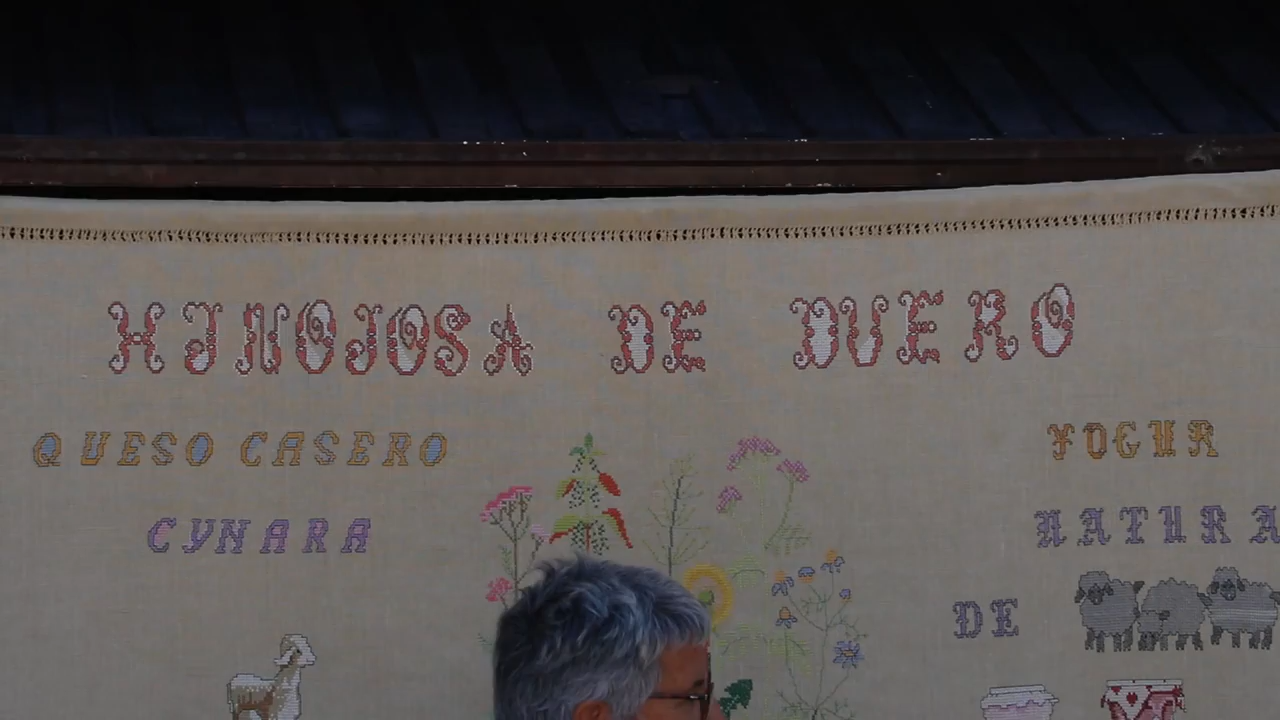 HINOJOSA DE DUERO
QUESO CASERO
CYNARA
YOGUR
NATURA
DE